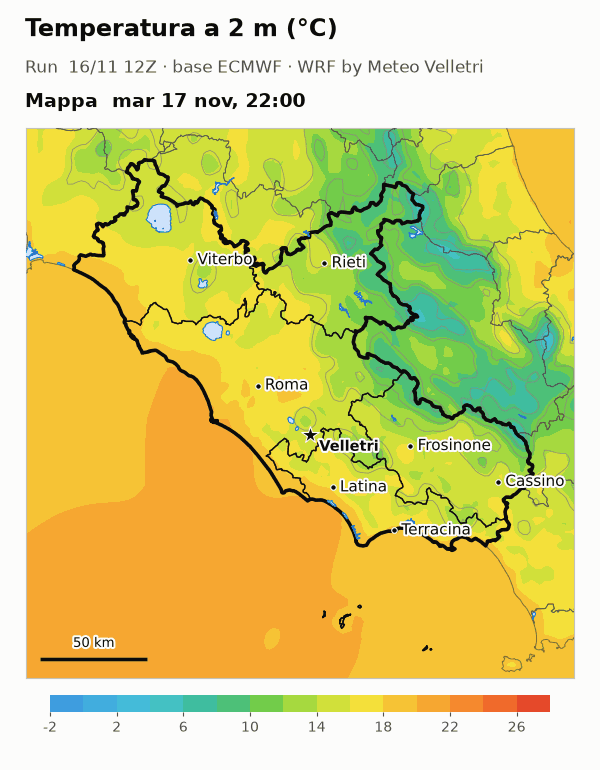 Temperatura a 2 m (°C)
Run  16/11 12Z · base ECMWF · WRF by Meteo Velletri
Mappa  mar 17 nov, 22:00
Viterbo
Rieti
Roma
Velletri
Frosinone
Latina
Cassino
Terracina
50 km
-2 2 6 10 14 18 22 26